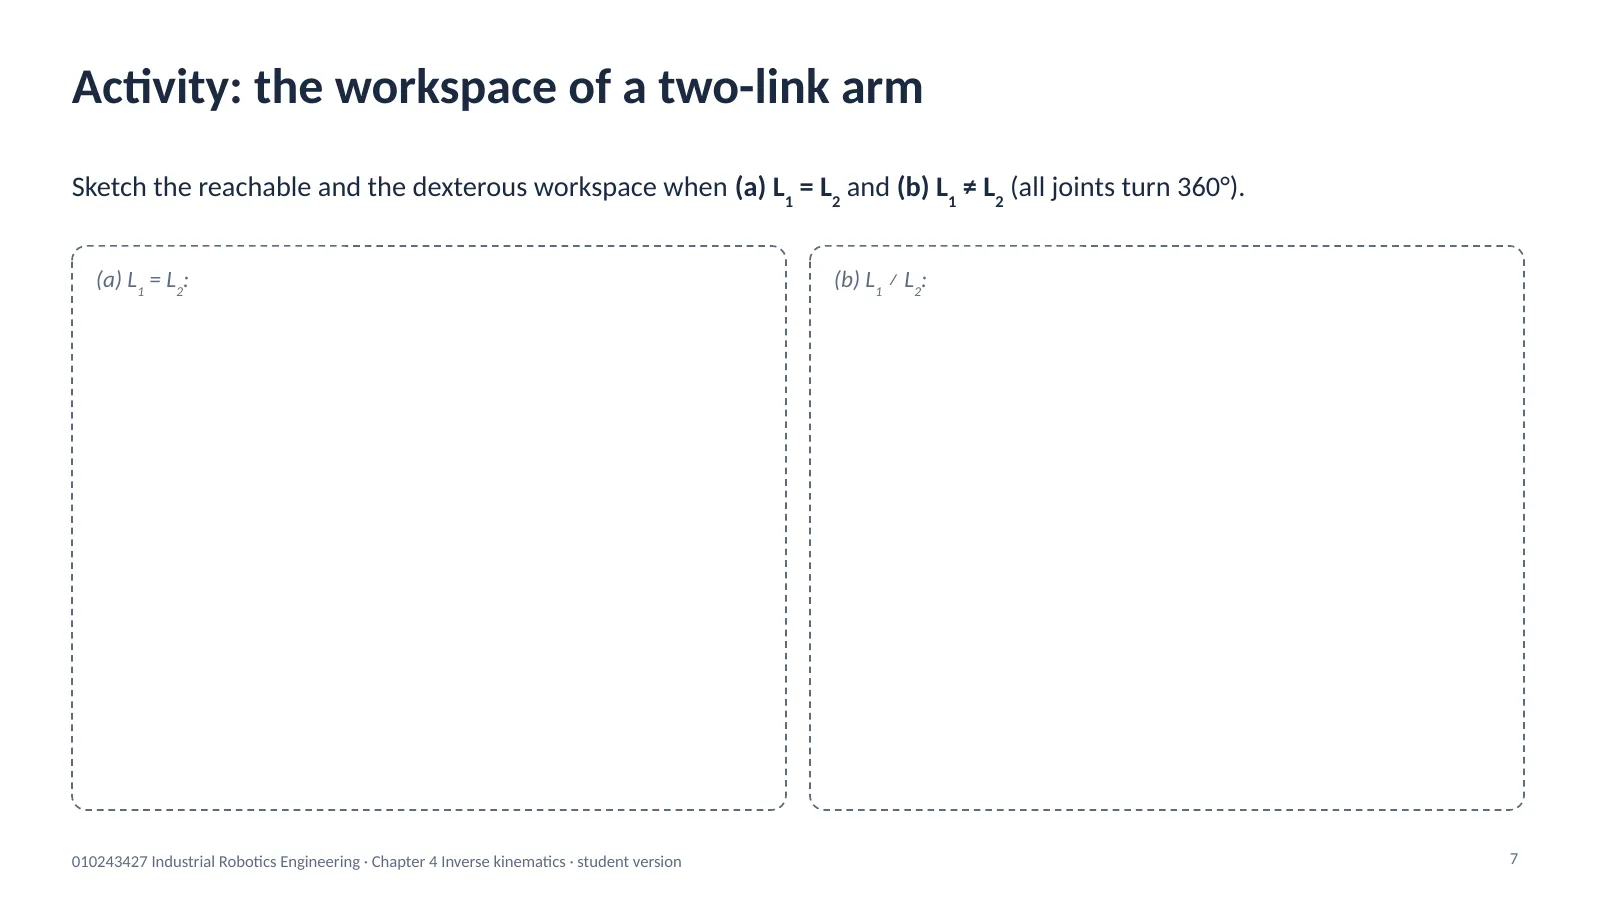 Activity: the workspace of a two-link arm
Sketch the reachable and the dexterous workspace when (a) L₁ = L₂ and (b) L₁ ≠ L₂ (all joints turn 360°).
(a) L₁ = L₂:
(b) L₁ ∕ L₂:
010243427 Industrial Robotics Engineering · Chapter 4 Inverse kinematics · student version
7